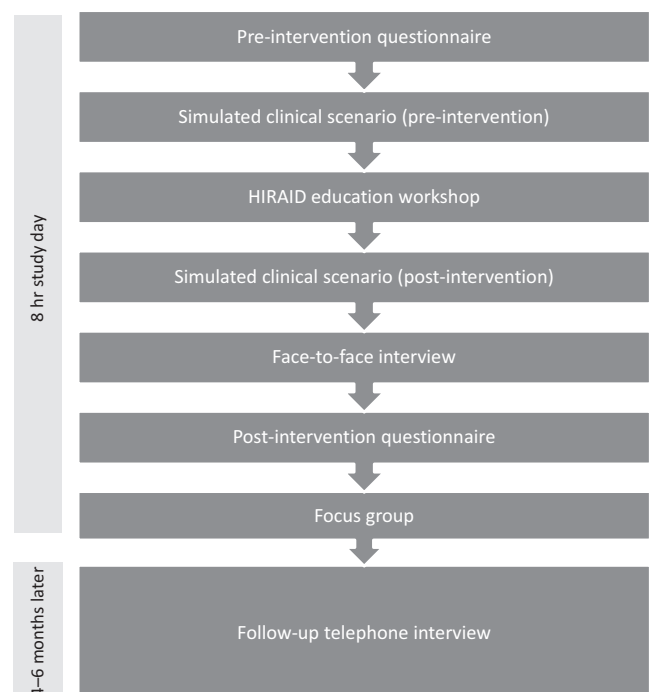 8 hr study day
Pre-intervention questionnaire
Simulated clinical scenario (pre-intervention)
HIRAID education workshop
Simulated clinical scenario (post-intervention)
Face-to-face interview
Post-intervention questionnaire
Focus group
4–6 months later
Follow-up telephone interview